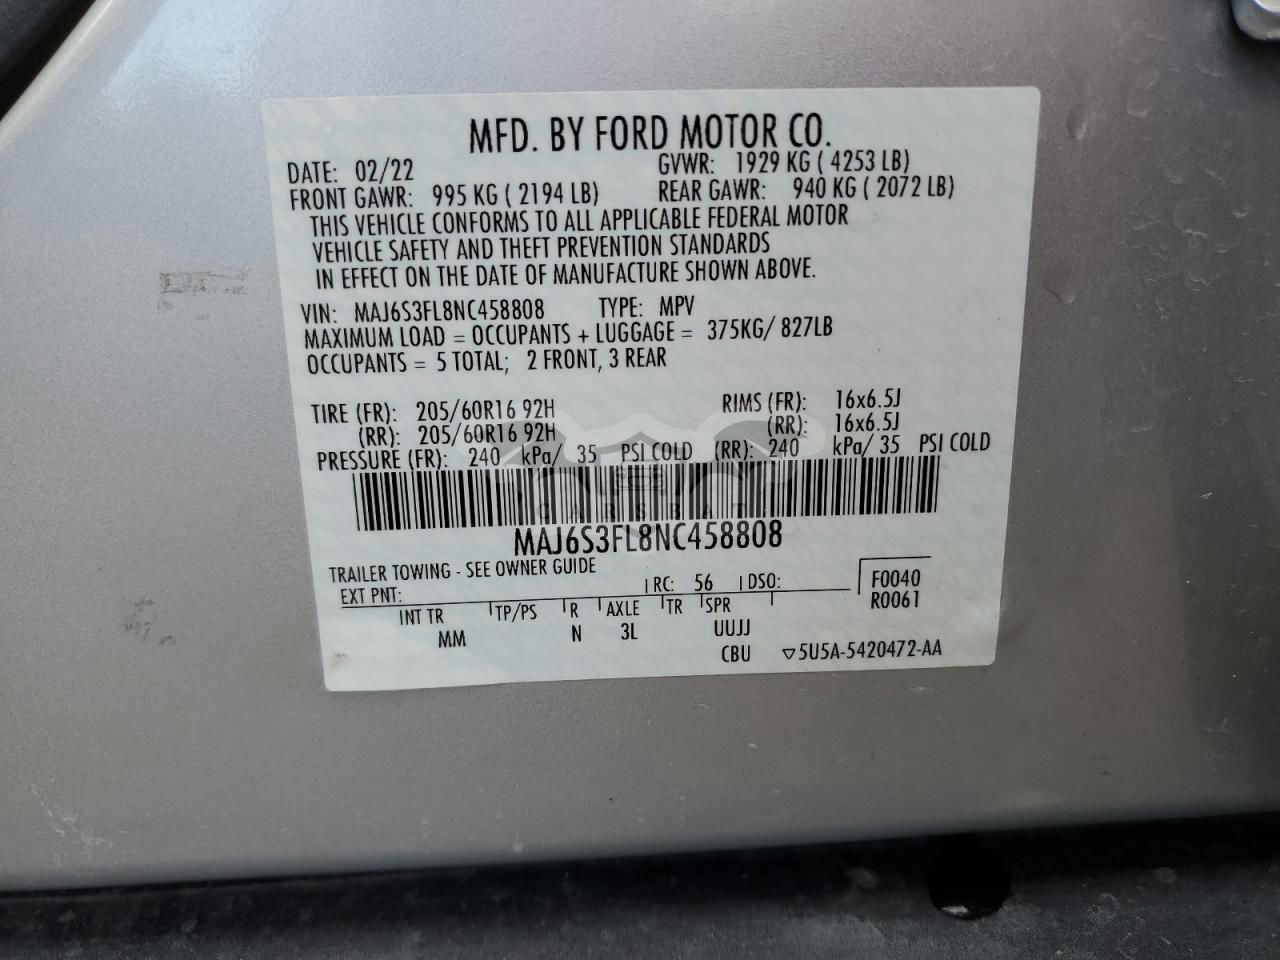 MFD. BY FORD MOTOR CO.
DATE: 02/22 GVWR: 1929 KG ( 4253 LB)
FRONT GAWR: 995 KG ( 2194 LB) REAR GAWR: 940 KG ( 2072 LB)
THIS VEHICLE CONFORMS TO ALL APPLICABLE FEDERAL MOTOR
VEHICLE SAFETY AND THEFT PREVENTION STANDARDS
IN EFFECT ON THE DATE OF MANUFACTURE SHOWN ABOVE.
VIN: MAJ6S3FL8NC458808 TYPE: MPV
MAXIMUM LOAD = OCCUPANTS + LUGGAGE = 375KG/ 827LB
OCCUPANTS = 5 TOTAL; 2 FRONT, 3 REAR
TIRE (FR): 205/60R16 92H RIMS (FR): 16x6.5J
(RR): 205/60R16 92H (RR): 16x6.5J
PRESSURE (FR): 240 kPa/ 35 PSI COLD (RR): 240 kPa/ 35 PSI COLD
CARSBAT
MAJ6S3FL8NC458808
TRAILER TOWING - SEE OWNER GUIDE
EXT PNT: RC: 56 DSO: F0040
INT TR TP/PS R AXLE TR SPR R0061
MM N 3L UUJJ
CBU ▽5U5A-5420472-AA